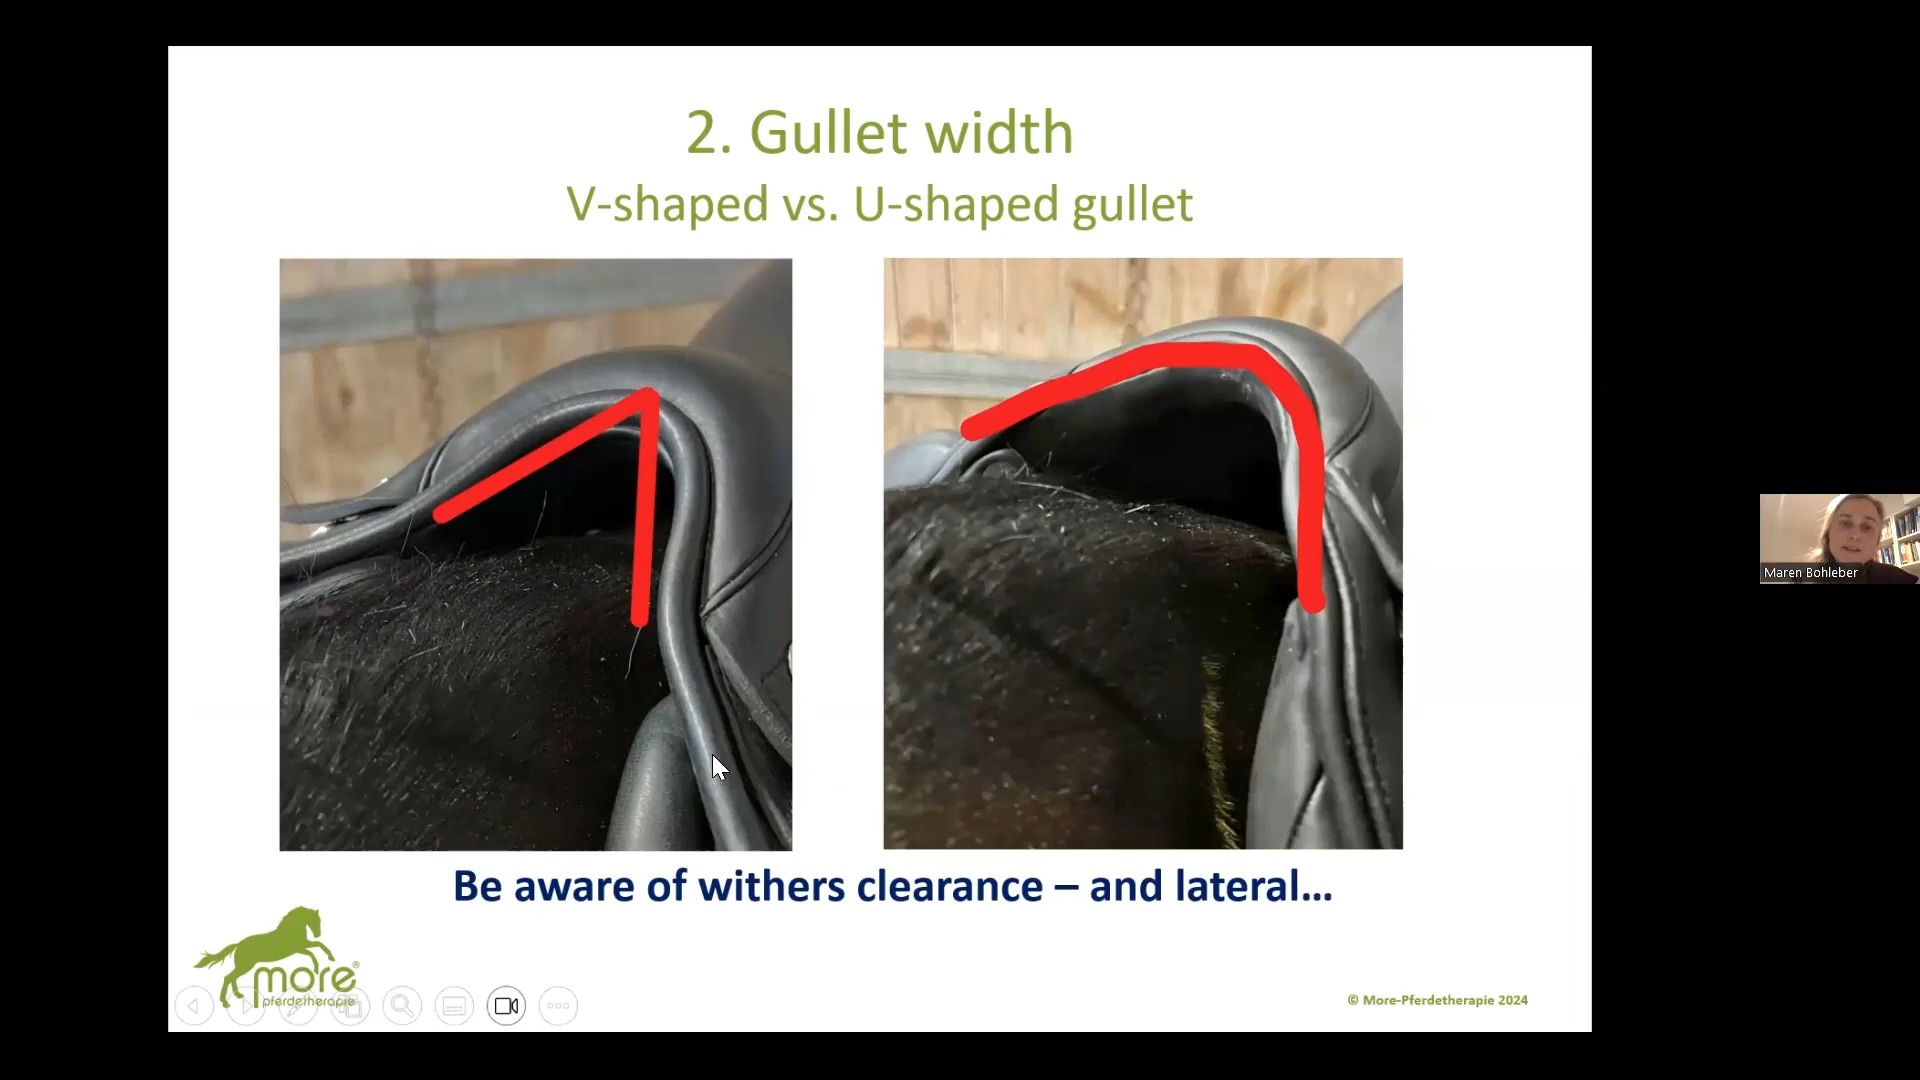 2. Gullet width
V-shaped vs. U-shaped gullet
Be aware of withers clearance – and lateral...
more®
pferdetherapie
© More-Pferdetherapie 2024
Maren Bohleber